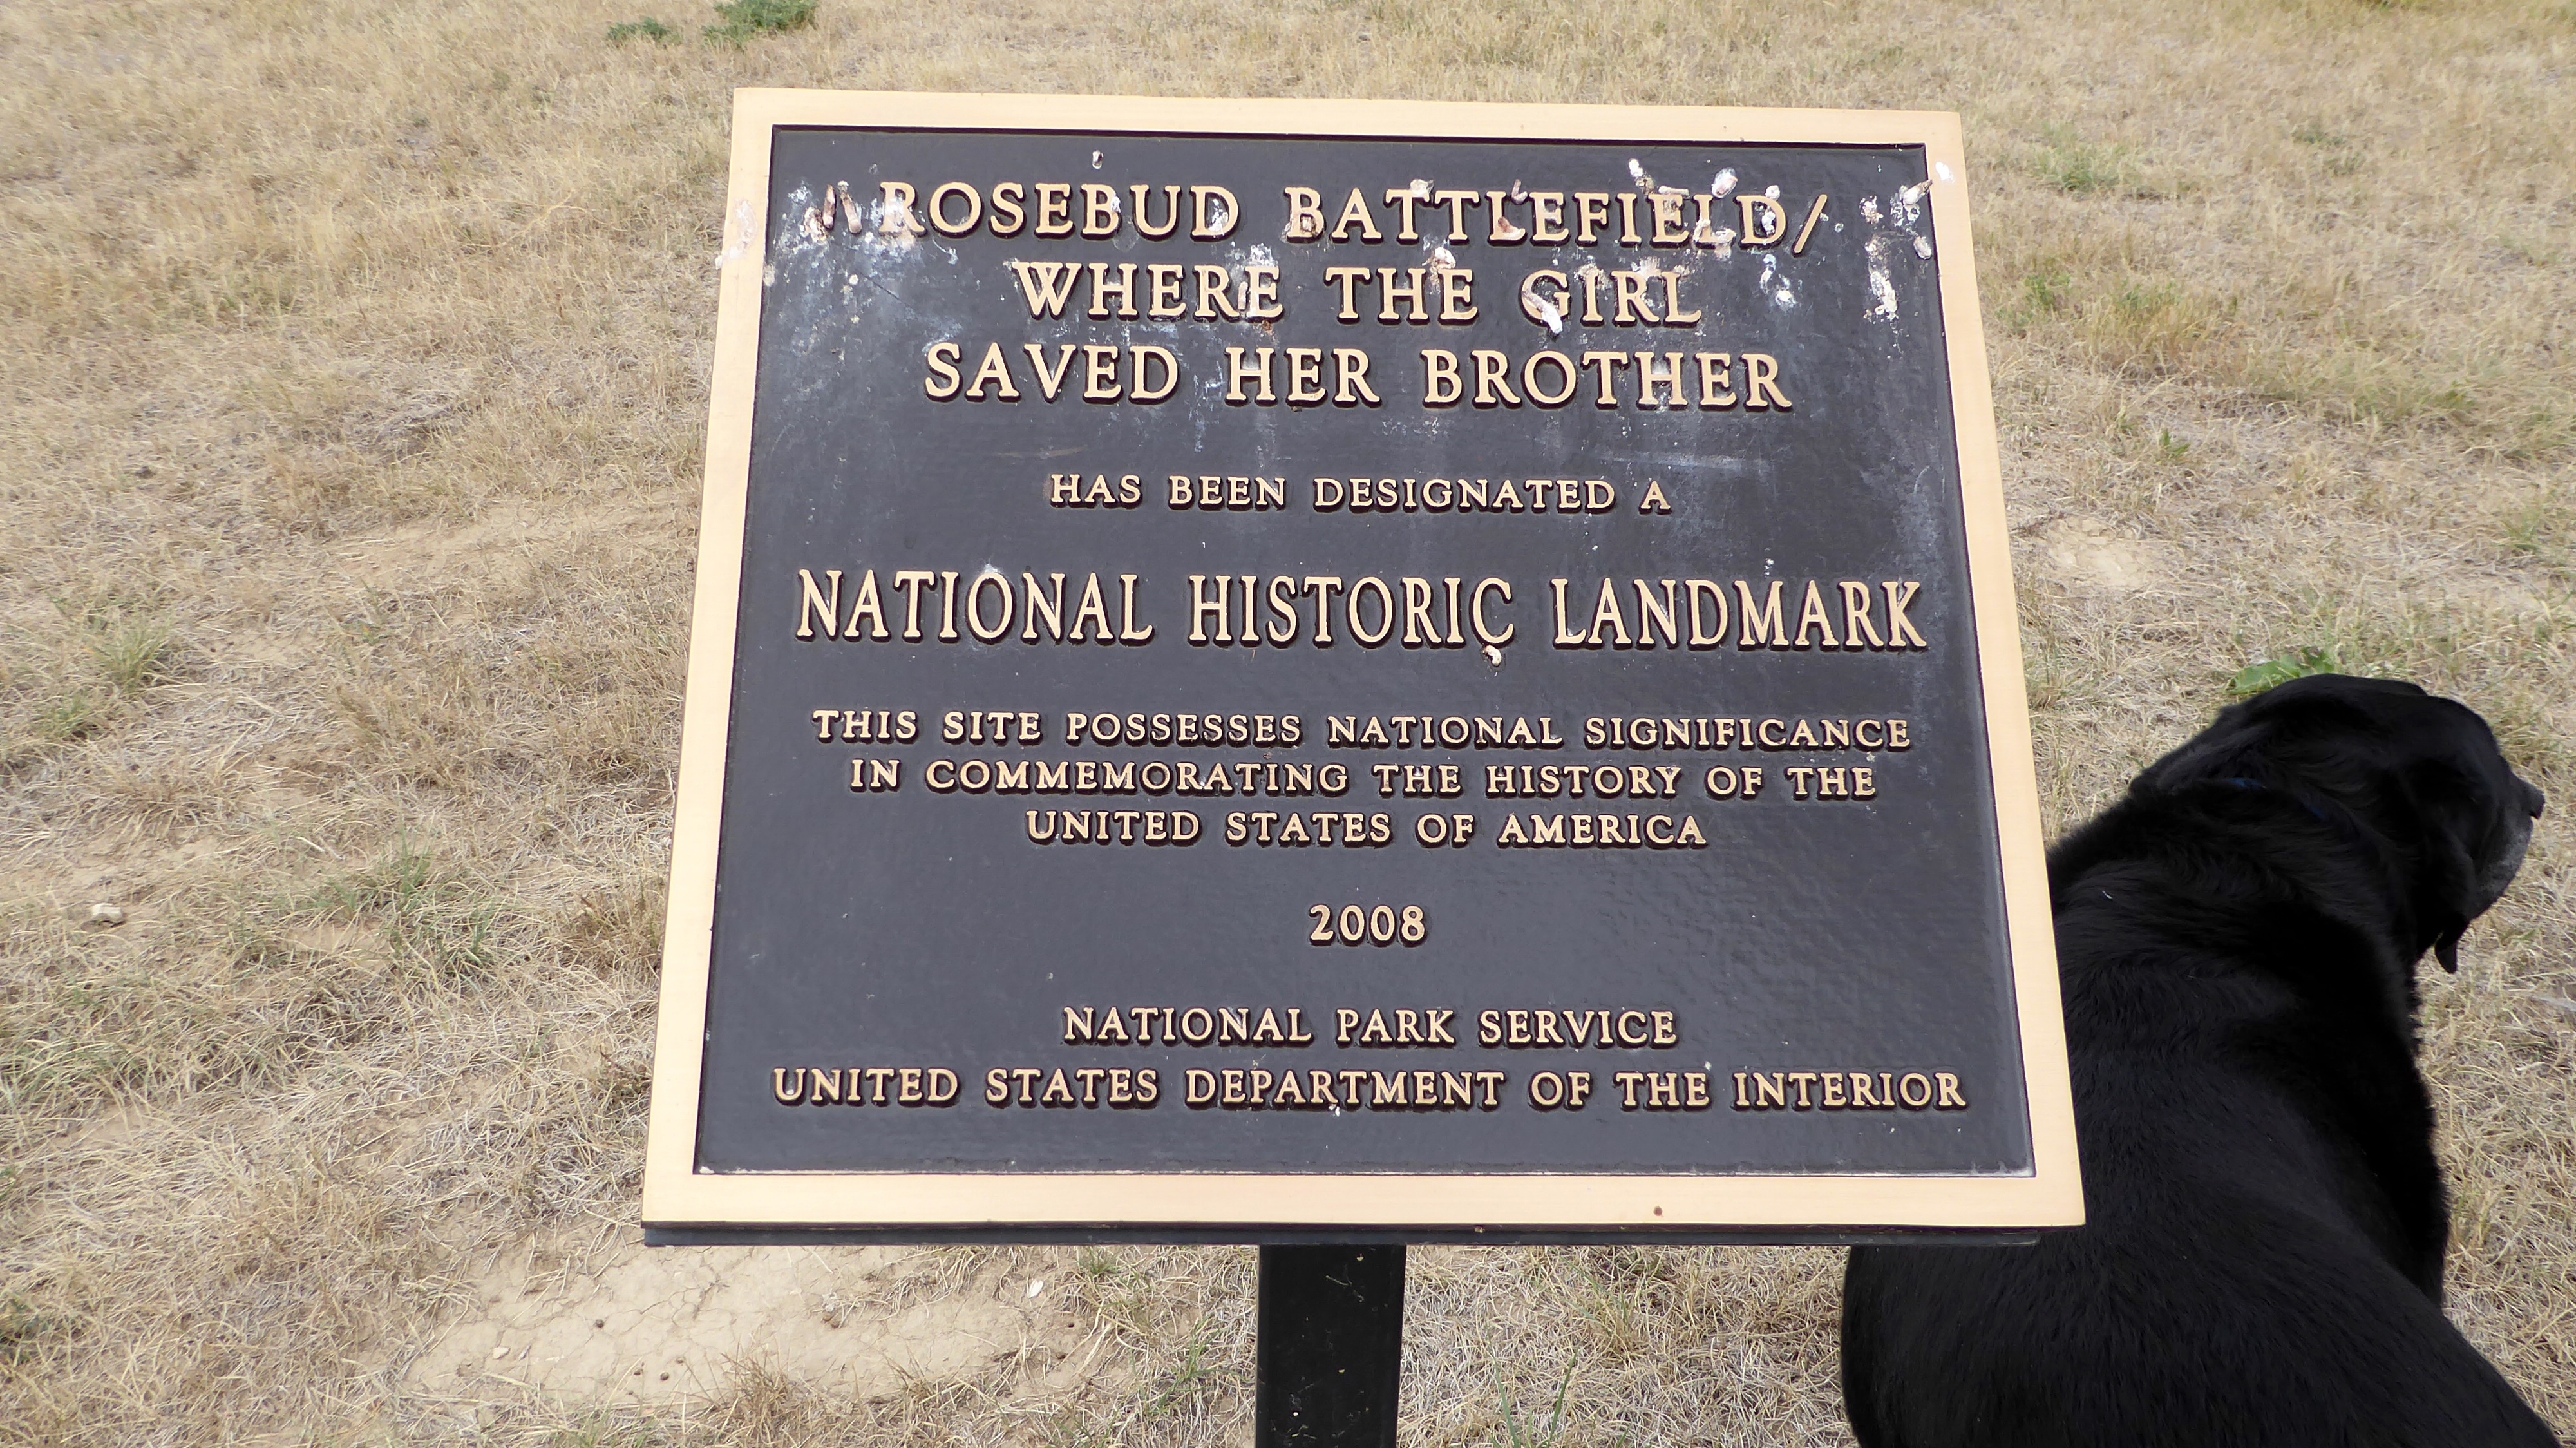 ROSEBUD BATTLEFIELD/
WHERE THE GIRL
SAVED HER BROTHER
HAS BEEN DESIGNATED A
NATIONAL HISTORIC LANDMARK
THIS SITE POSSESSES NATIONAL SIGNIFICANCE
IN COMMEMORATING THE HISTORY OF THE
UNITED STATES OF AMERICA
2008
NATIONAL PARK SERVICE
UNITED STATES DEPARTMENT OF THE INTERIOR